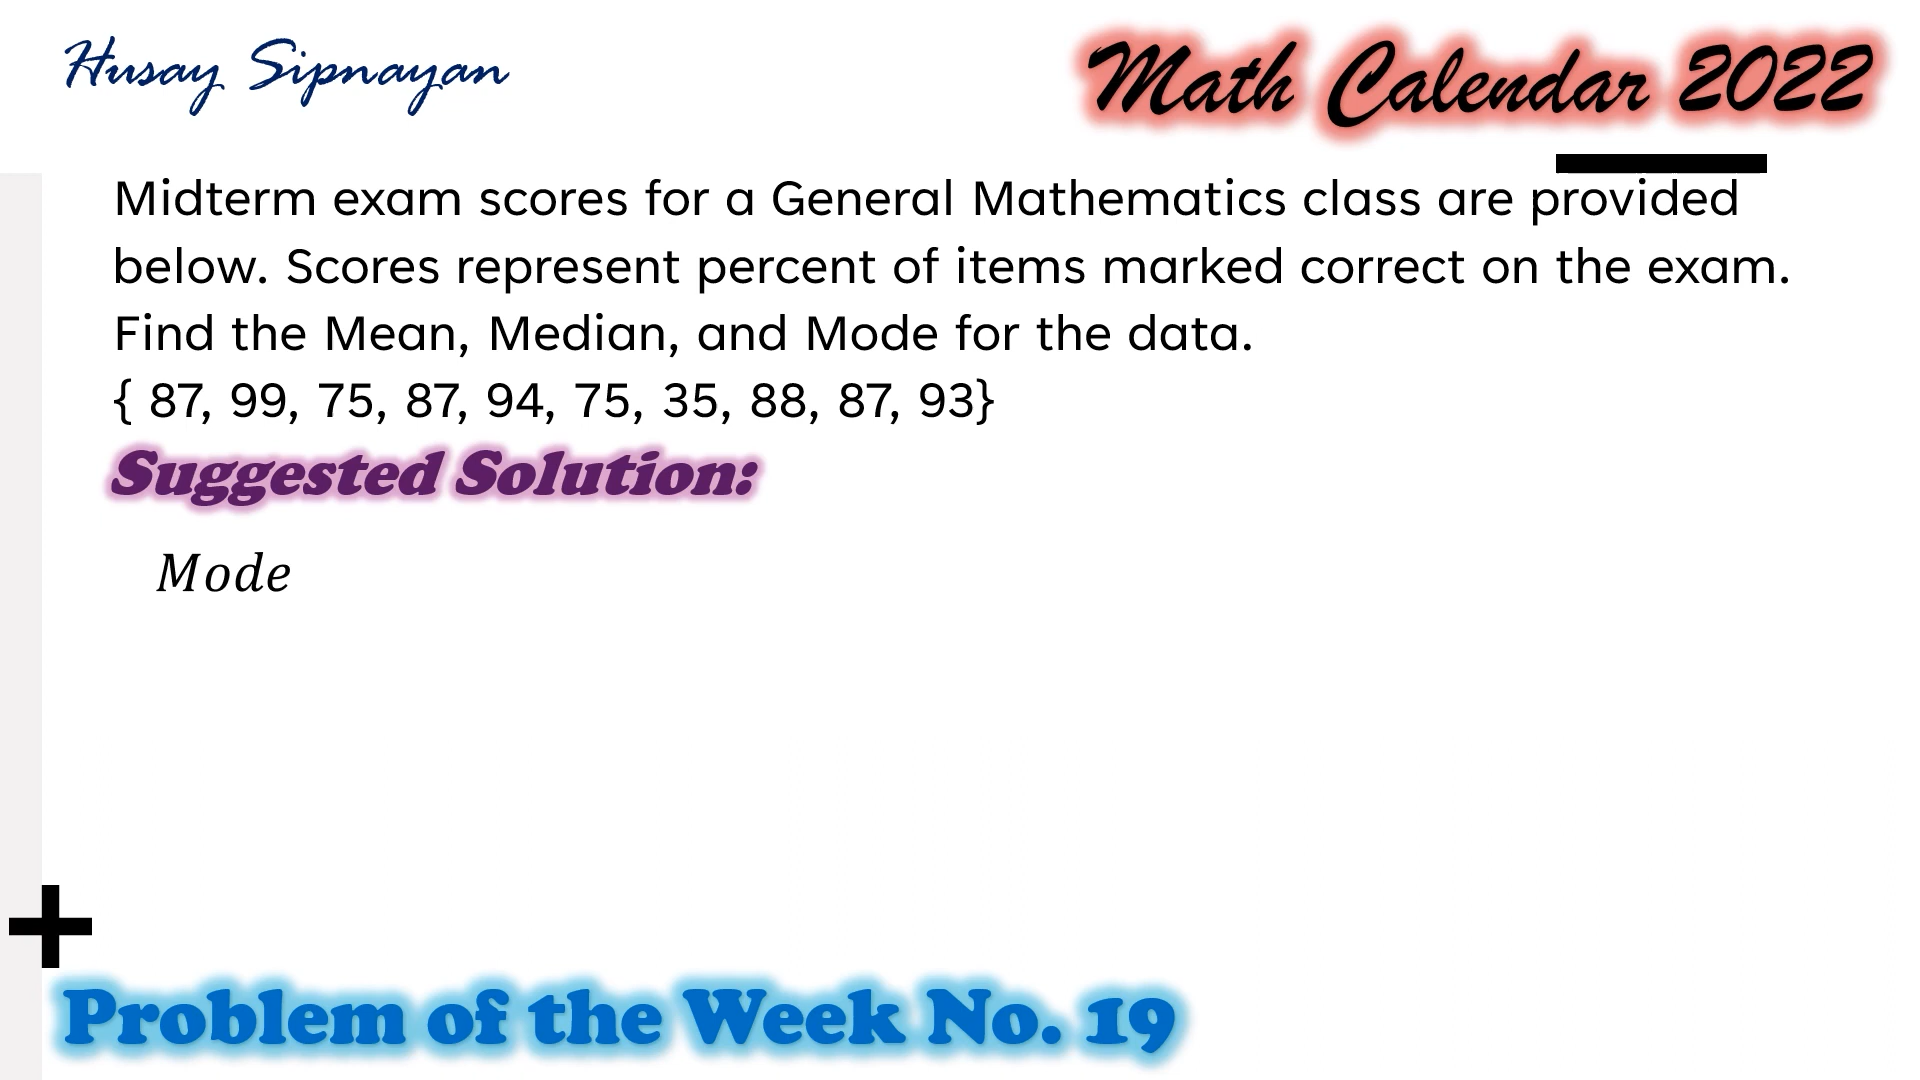 Husay Sipnayan
Math Calendar 2022
Midterm exam scores for a General Mathematics class are provided
below. Scores represent percent of items marked correct on the exam.
Find the Mean, Median, and Mode for the data.
{ 87, 99, 75, 87, 94, 75, 35, 88, 87, 93}
Suggested Solution:
Mode
Problem of the Week No. 19